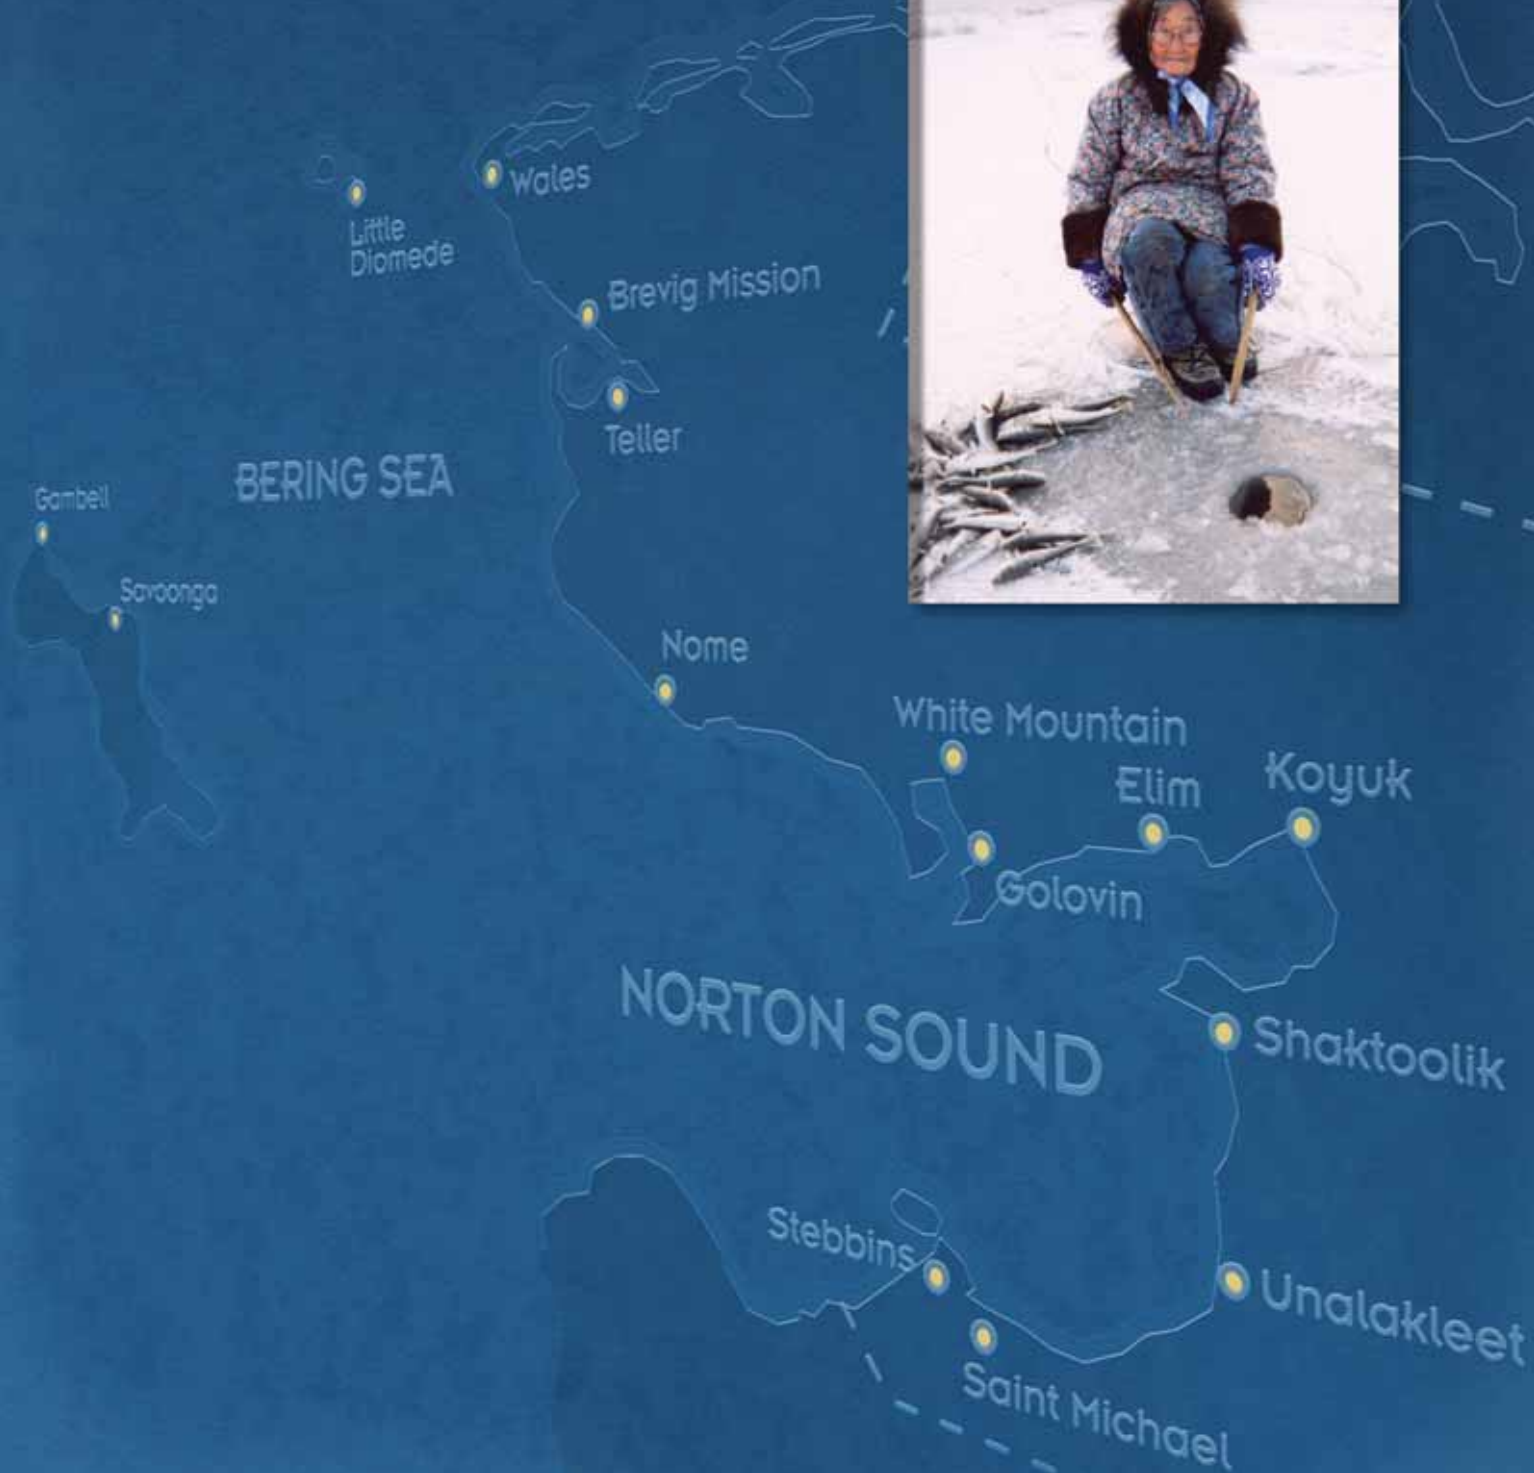 Wales
Little
Diomede
Brevig Mission
Teller
BERING SEA
Gambell
Savoonga
Nome
White Mountain
Elim
Koyuk
Golovin
NORTON SOUND
Shaktoolik
Stebbins
Unalakleet
Saint Michael